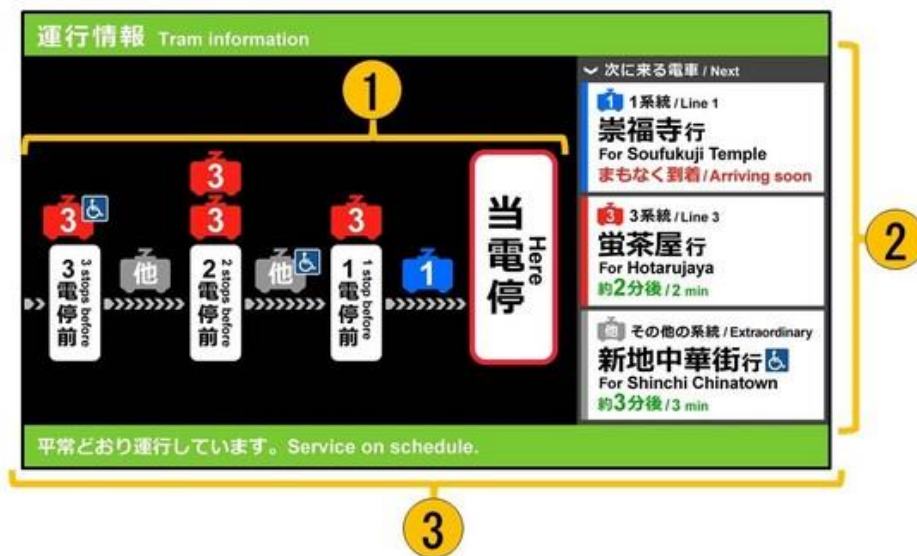 運行情報 Tram information
1
3
3
3
3
他
他
1
3電停前
3 stops before
2電停前
2 stops before
1電停前
1 stop before
当電停
Here
次に来る電車 / Next
1 1系統 / Line 1
崇福寺行
For Soufukuji Temple
まもなく到着 / Arriving soon
3 3系統 / Line 3
蛍茶屋行
For Hotarujaya
約2分後 / 2 min
他 その他の系統 / Extraordinary
新地中華街行
For Shinchi Chinatown
約3分後 / 3 min
2
平常どおり運行しています。Service on schedule.
3